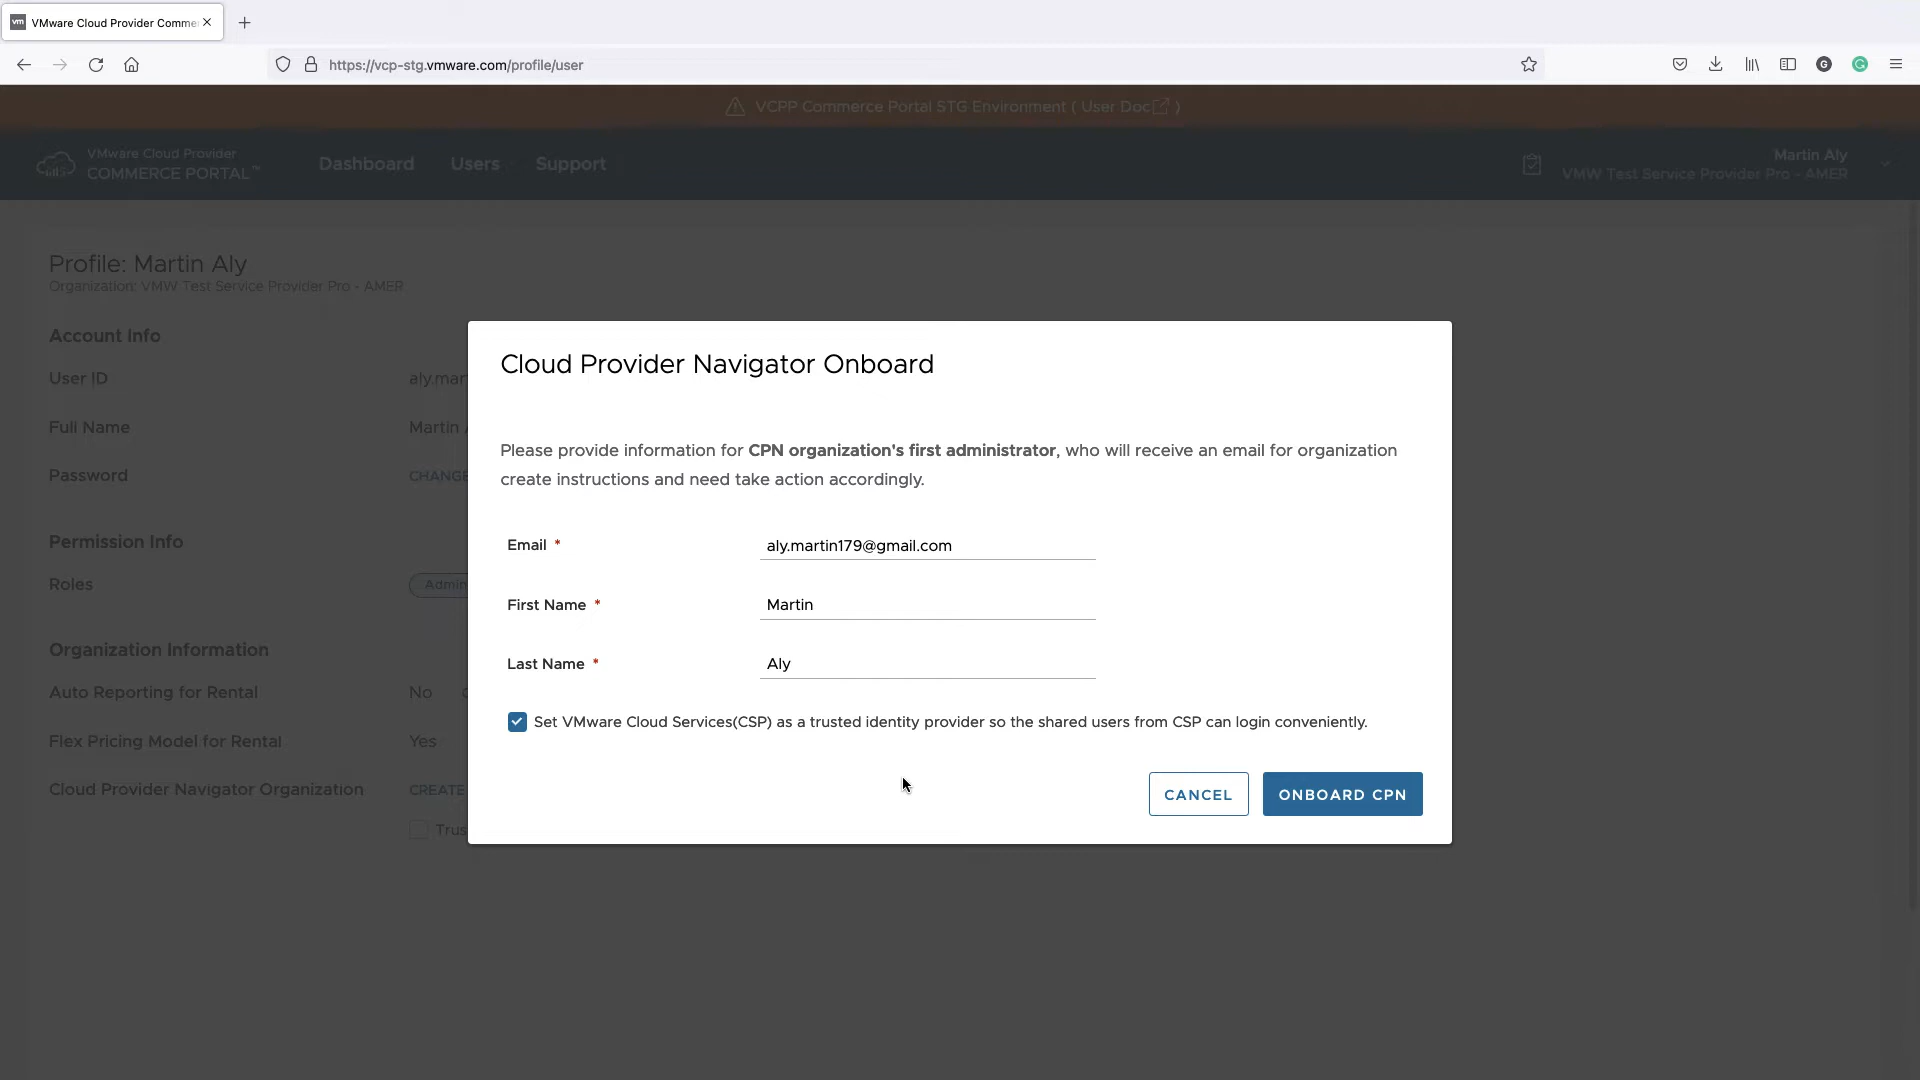 vm VMware Cloud Provider Comme
https://vcp-stg.vmware.com/profile/user
VCPP Commerce Portal STG Environment ( User Doc )
VMware Cloud Provider
COMMERCE PORTAL™
Dashboard Users Support
Martin Aly
VMW Test Service Provider Pro - AMER
Profile: Martin Aly
Organization: VMW Test Service Provider Pro - AMER
Account Info
User ID aly.mar
Full Name Martin
Password CHANGE
Permission Info
Roles Admin
Organization Information
Auto Reporting for Rental No
Flex Pricing Model for Rental Yes
Cloud Provider Navigator Organization CREATE
Trus
Cloud Provider Navigator Onboard
Please provide information for CPN organization's first administrator, who will receive an email for organization
create instructions and need take action accordingly.
Email * aly.martin179@gmail.com
First Name * Martin
Last Name * Aly
Set VMware Cloud Services(CSP) as a trusted identity provider so the shared users from CSP can login conveniently.
CANCEL ONBOARD CPN